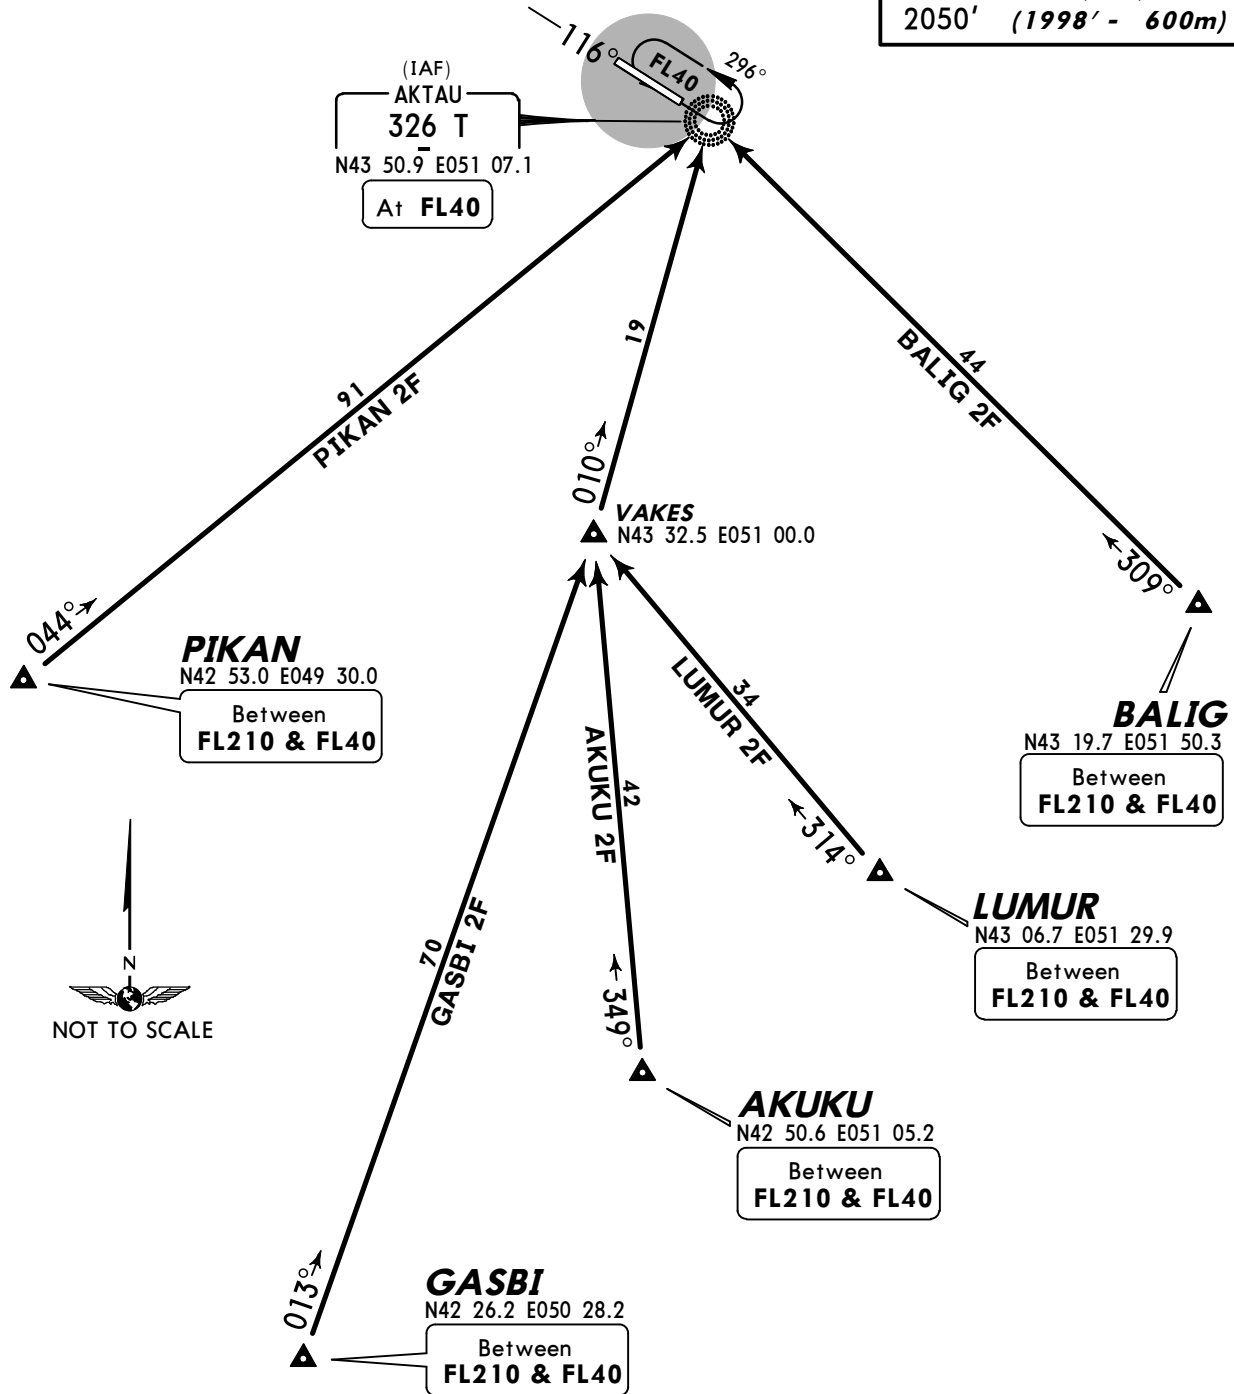 2050' (1998' - 600m)
116°
FL40
296°
(IAF)
AKTAU
326 T
N43 50.9 E051 07.1
At FL40
19
91
PIKAN 2F
44
BALIG 2F
010°
VAKES
N43 32.5 E051 00.0
044°
309°
PIKAN
N42 53.0 E049 30.0
Between
FL210 & FL40
BALIG
N43 19.7 E051 50.3
Between
FL210 & FL40
34
LUMUR 2F
42
AKUKU 2F
314°
70
GASBI 2F
LUMUR
N43 06.7 E051 29.9
Between
FL210 & FL40
N
NOT TO SCALE
349°
AKUKU
N42 50.6 E051 05.2
Between
FL210 & FL40
013°
GASBI
N42 26.2 E050 28.2
Between
FL210 & FL40